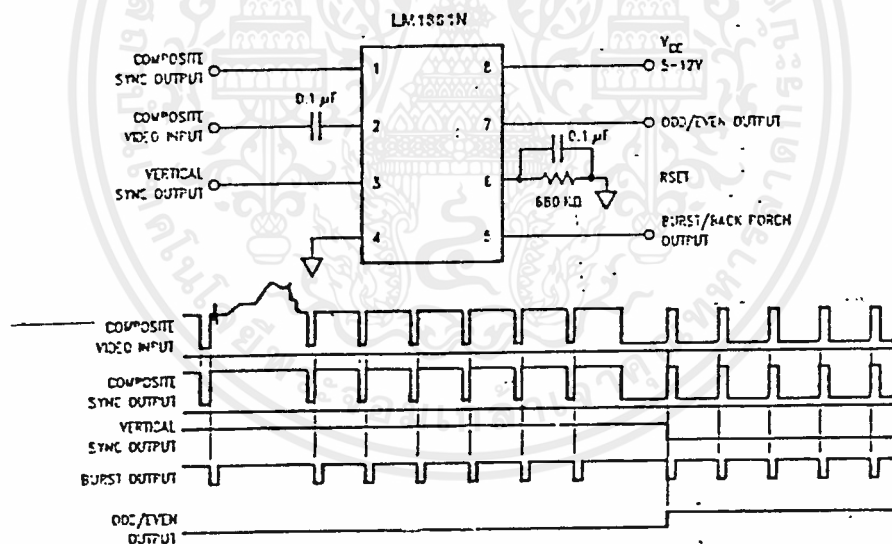 LM1881N
COMPOSITE
SYNC OUTPUT
1
8
VCC
5-12V
0.1 µF
COMPOSITE
VIDEO INPUT
2
7
ODD/EVEN OUTPUT
0.1 µF
VERTICAL
SYNC OUTPUT
3
6
RSET
680 KΩ
4
5
BURST/BACK PORCH
OUTPUT
COMPOSITE
VIDEO INPUT
COMPOSITE
SYNC OUTPUT
VERTICAL
SYNC OUTPUT
BURST OUTPUT
ODD/EVEN
OUTPUT